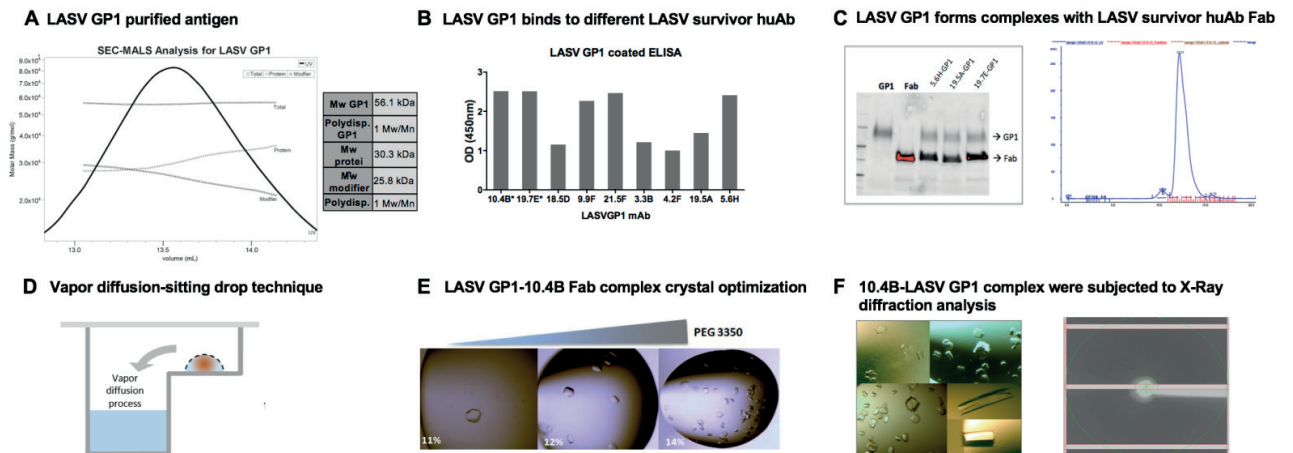 A LASV GP1 purified antigen
SEC-MALS Analysis for LASV GP1
UV
Total
Protein
Modifier
Molar Mass (g/mol)
Total
Protein
Modifier
UV
13.0
13.5
14.0
volume (mL)
Mw GP1 56.1 kDa
Polydisp. GP1 1 Mw/Mn
Mw protei 30.3 kDa
Mw modifier 25.8 kDa
Polydisp. 1 Mw/Mn
B LASV GP1 binds to different LASV survivor huAb
LASV GP1 coated ELISA
OD (450nm)
5
4
3
2
1
0
10.4B* 19.7E* 18.5D 9.9F 21.5F 3.3B 4.2F 19.5A 5.6H
LASVGP1 mAb
C LASV GP1 forms complexes with LASV survivor huAb Fab
GP1 Fab 5.6H-GP1 19.5A-GP1 19.7E-GP1
→ GP1
→ Fab
D Vapor diffusion-sitting drop technique
Vapor
diffusion
process
E LASV GP1-10.4B Fab complex crystal optimization
PEG 3350
11% 12% 14%
F 10.4B-LASV GP1 complex were subjected to X-Ray
diffraction analysis